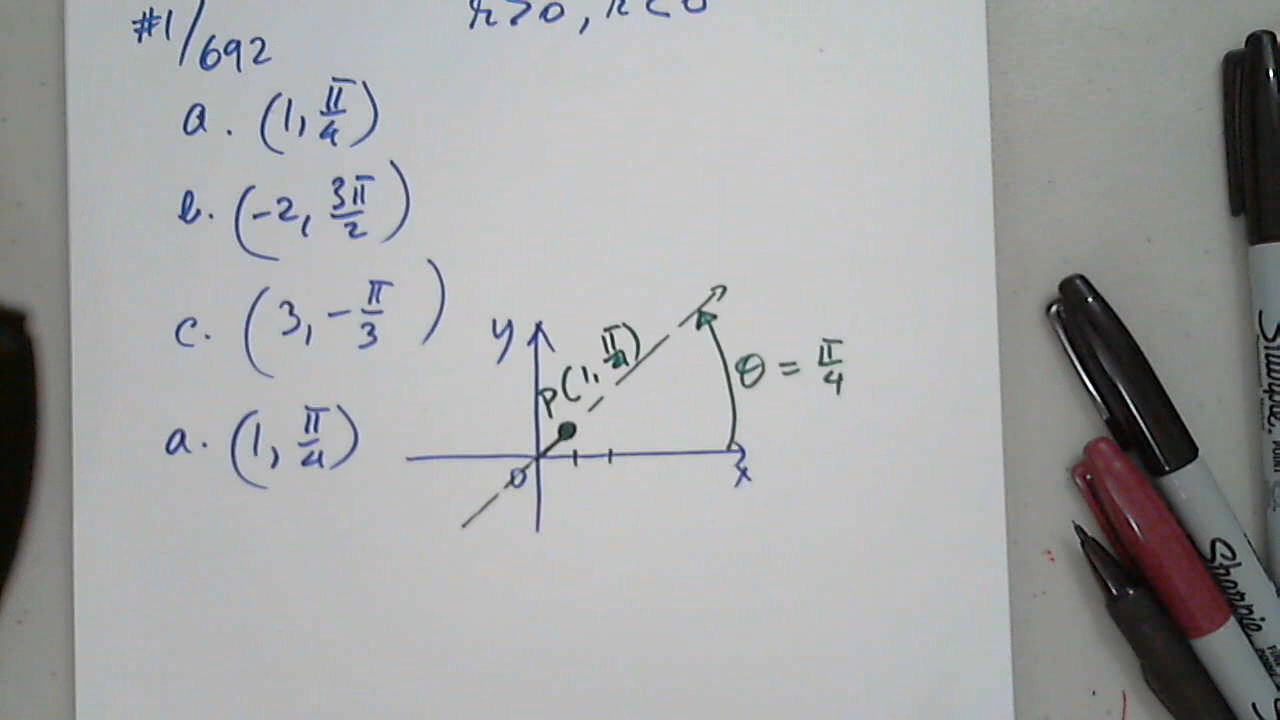 r>0, r<0
#1/692
a. (1, π/4)
b. (-2, 3π/2)
c. (3, -π/3)
a. (1, π/4)
y
P(1, π/4)
θ = π/4
O
x
Sharpie.
Sharpie